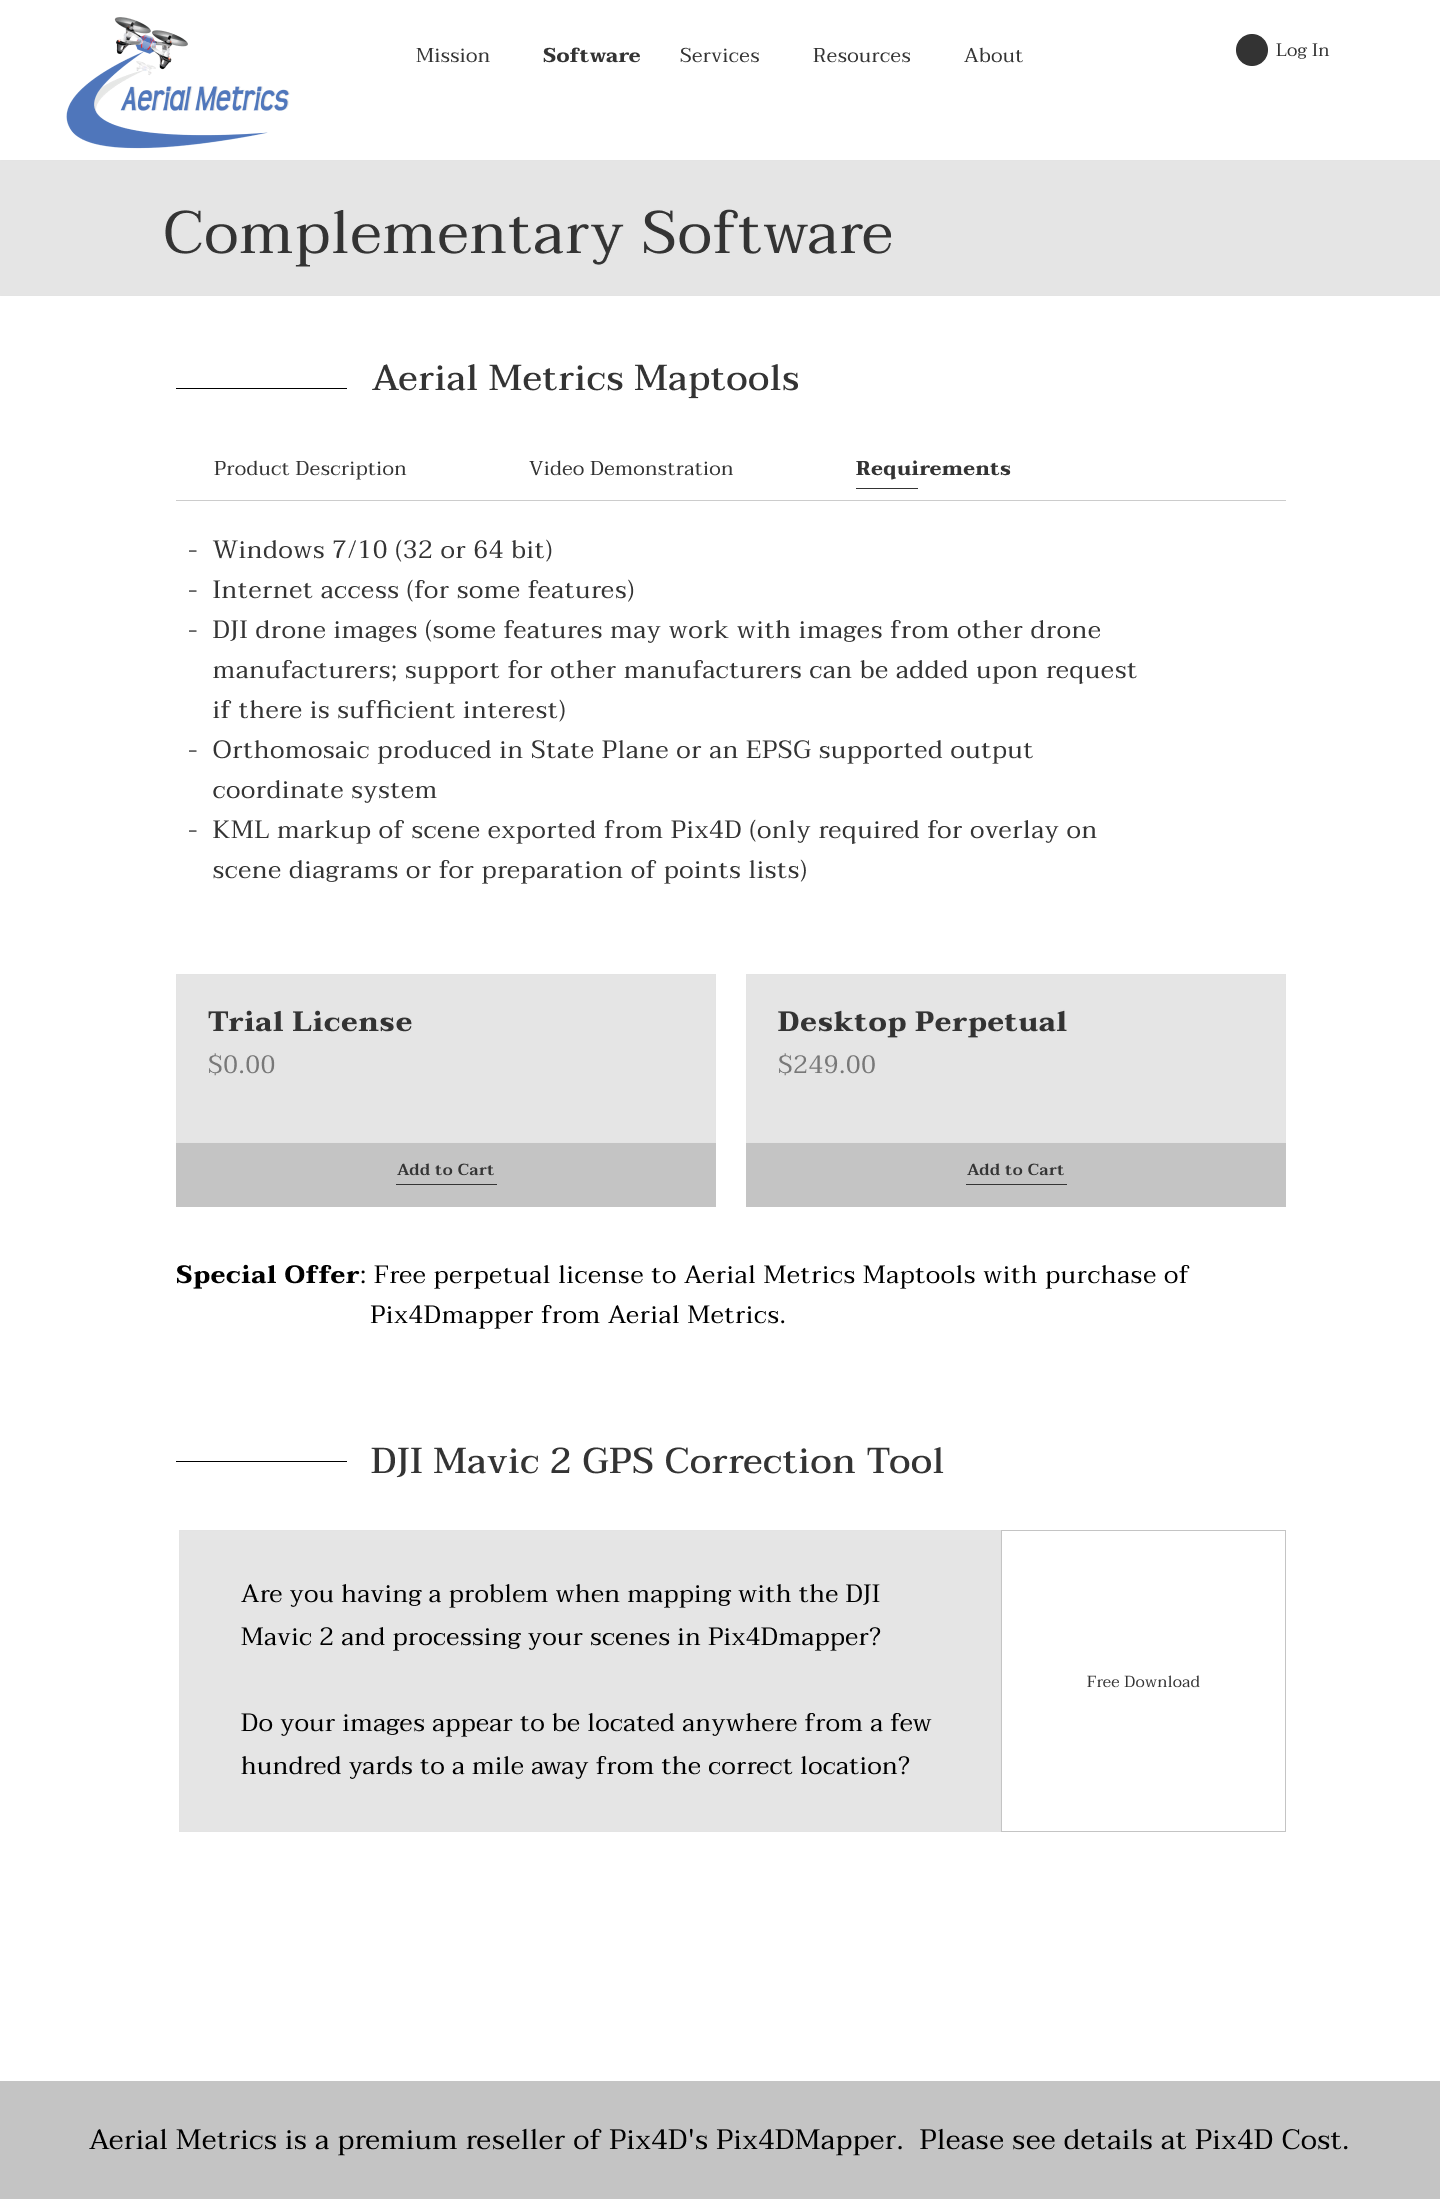 Aerial Metrics
Mission Software Services Resources About
Log In
Complementary Software
Aerial Metrics Maptools
Product Description Video Demonstration Requirements
- Windows 7/10 (32 or 64 bit)
- Internet access (for some features)
- DJI drone images (some features may work with images from other drone
manufacturers; support for other manufacturers can be added upon request
if there is sufficient interest)
- Orthomosaic produced in State Plane or an EPSG supported output
coordinate system
- KML markup of scene exported from Pix4D (only required for overlay on
scene diagrams or for preparation of points lists)
Trial License
$0.00
Add to Cart
Desktop Perpetual
$249.00
Add to Cart
Special Offer: Free perpetual license to Aerial Metrics Maptools with purchase of
Pix4Dmapper from Aerial Metrics.
DJI Mavic 2 GPS Correction Tool
Are you having a problem when mapping with the DJI
Mavic 2 and processing your scenes in Pix4Dmapper?
Do your images appear to be located anywhere from a few
hundred yards to a mile away from the correct location?
Free Download
Aerial Metrics is a premium reseller of Pix4D's Pix4DMapper. Please see details at Pix4D Cost.